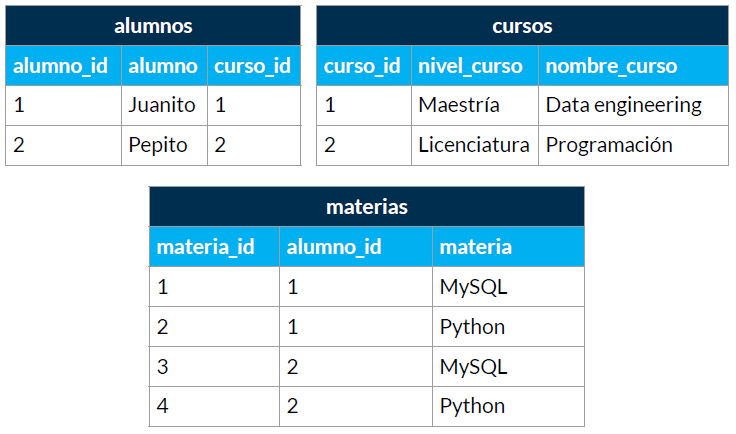 alumnos
alumno_id alumno curso_id
1 Juanito 1
2 Pepito 2
cursos
curso_id nivel_curso nombre_curso
1 Maestría Data engineering
2 Licenciatura Programación
materias
materia_id alumno_id materia
1 1 MySQL
2 1 Python
3 2 MySQL
4 2 Python